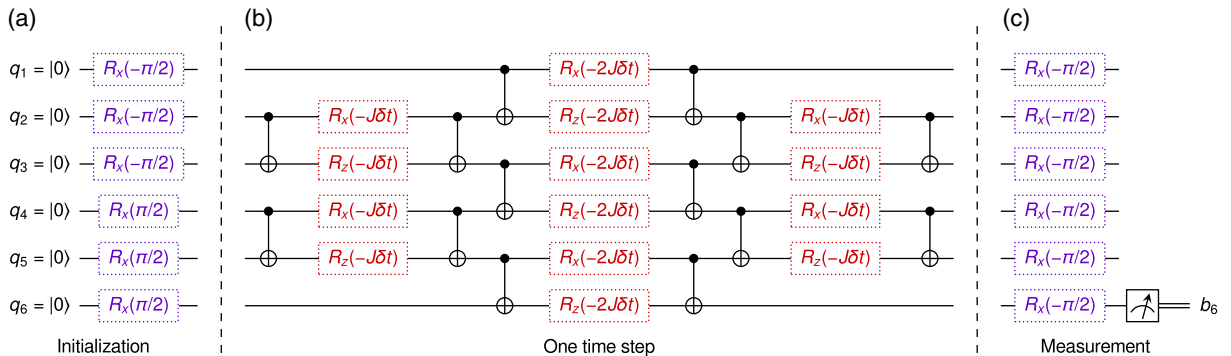 (a) (b) (c)
q1 = |0⟩ Rx(−π/2) Rx(−2Jδt) Rx(−π/2)
q2 = |0⟩ Rx(−π/2) Rx(−Jδt) Rz(−2Jδt) Rx(−Jδt) Rx(−π/2)
q3 = |0⟩ Rx(−π/2) Rz(−Jδt) Rx(−2Jδt) Rz(−Jδt) Rx(−π/2)
q4 = |0⟩ Rx(π/2) Rx(−Jδt) Rz(−2Jδt) Rx(−Jδt) Rx(−π/2)
q5 = |0⟩ Rx(π/2) Rz(−Jδt) Rx(−2Jδt) Rz(−Jδt) Rx(−π/2)
q6 = |0⟩ Rx(π/2) Rz(−2Jδt) Rx(−π/2) b6
Initialization One time step Measurement